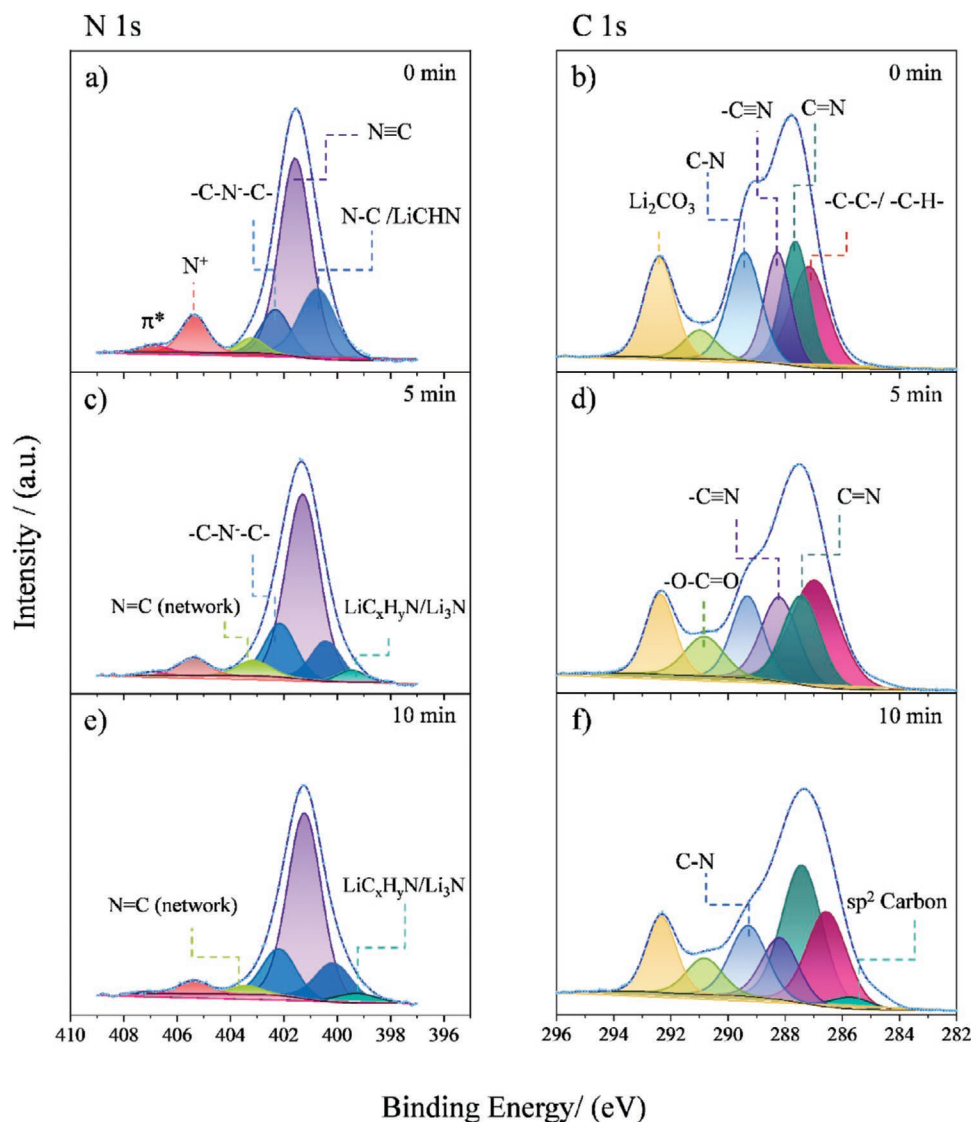 N 1s
C 1s
a)
0 min
N≡C
-C-N⁻-C-
N-C /LiCHN
N⁺
π*
b)
0 min
-C≡N
C=N
C-N
Li₂CO₃
-C-C-/ -C-H-
c)
5 min
-C-N⁻-C-
N=C (network)
LiCₓHᵧN/Li₃N
d)
5 min
-C≡N
C=N
-O-C=O
e)
10 min
N=C (network)
LiCₓHᵧN/Li₃N
f)
10 min
C-N
sp² Carbon
410 408 406 404 402 400 398 396
296 294 292 290 288 286 284 282
Intensity / (a.u.)
Binding Energy/ (eV)